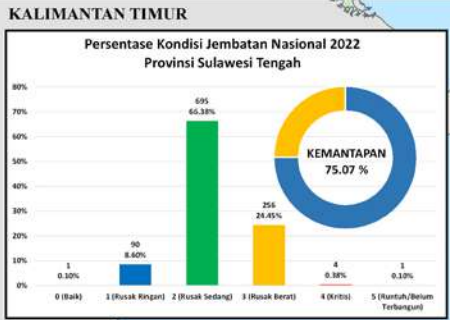 KALIMANTAN TIMUR
Persentase Kondisi Jembatan Nasional 2022
Provinsi Sulawesi Tengah
80%
70%
60%
50%
40%
30%
20%
10%
0%
1
0.10%
90
8.60%
695
66.38%
256
24.45%
4
0.38%
1
0.10%
KEMANTAPAN
75.07 %
0 (Baik)
1 (Rusak Ringan)
2 (Rusak Sedang)
3 (Rusak Berat)
4 (Kritis)
5 (Runtuh/Belum
Terbangun)